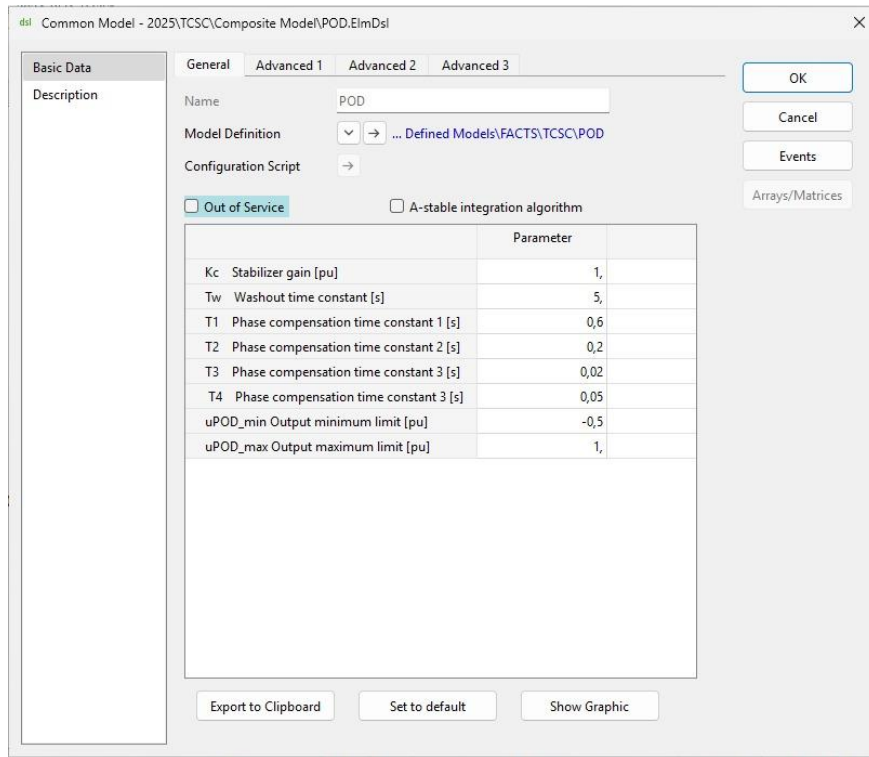 dsl Common Model - 2025\TCSC\Composite Model\POD.ElmDsl
Basic Data
Description
General Advanced 1 Advanced 2 Advanced 3
Name POD
Model Definition ... Defined Models\FACTS\TCSC\POD
Configuration Script
Out of Service A-stable integration algorithm
Parameter
Kc Stabilizer gain [pu] 1,
Tw Washout time constant [s] 5,
T1 Phase compensation time constant 1 [s] 0,6
T2 Phase compensation time constant 2 [s] 0,2
T3 Phase compensation time constant 3 [s] 0,02
T4 Phase compensation time constant 3 [s] 0,05
uPOD_min Output minimum limit [pu] -0,5
uPOD_max Output maximum limit [pu] 1,
Export to Clipboard Set to default Show Graphic
OK
Cancel
Events
Arrays/Matrices